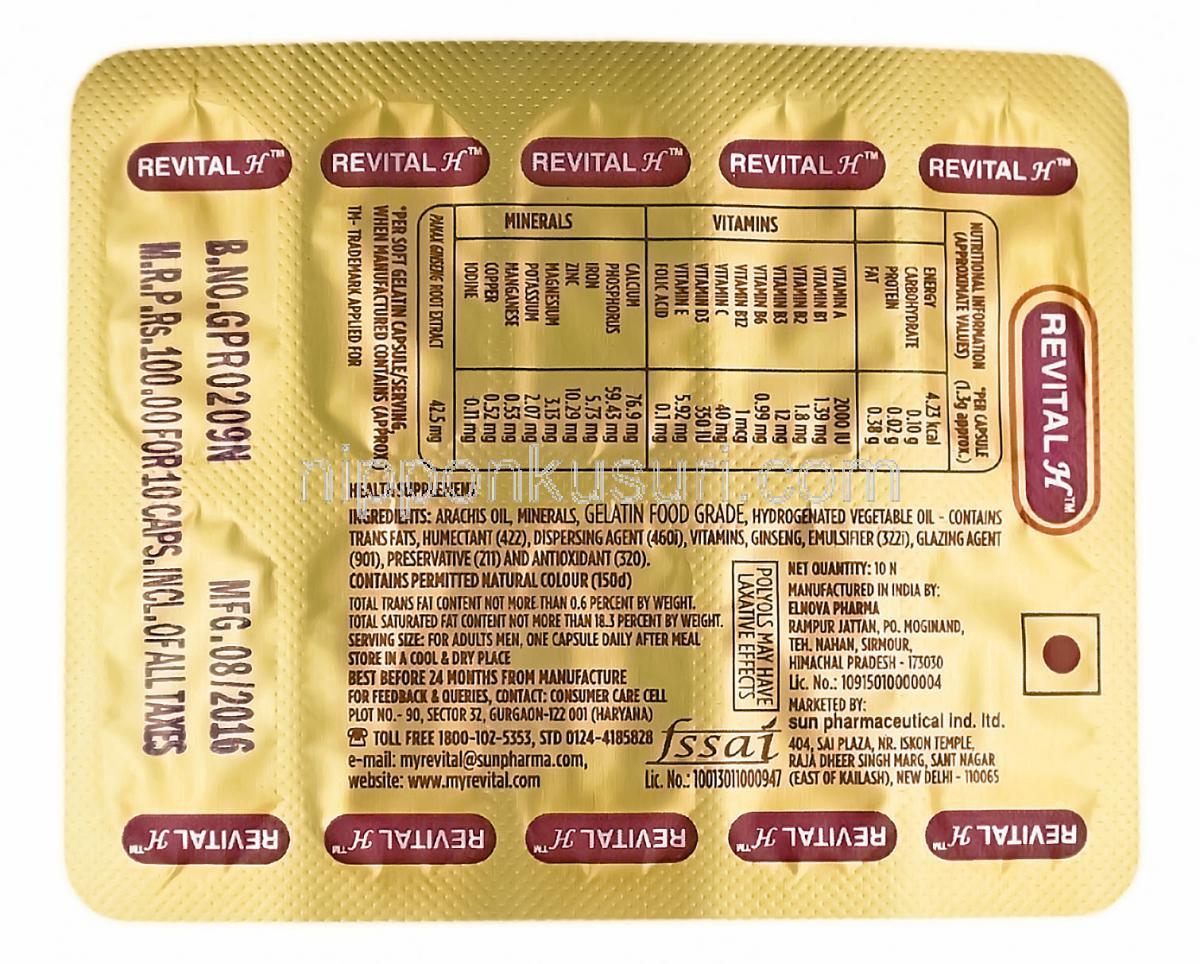 REVITAL H™
REVITAL H™
REVITAL H™
REVITAL H™
REVITAL H™
REVITAL H™
NUTRITIONAL INFORMATION (APPROXIMATE VALUES) *PER CAPSULE (1.3g approx.)
ENERGY 4.23 kcal
CARBOHYDRATE 0.10 g
PROTEIN 0.02 g
FAT 0.38 g
VITAMINS
VITAMIN A 2000 IU
VITAMIN B1 1.39 mg
VITAMIN B2 1.8 mg
VITAMIN B3 12 mg
VITAMIN B6 0.99 mg
VITAMIN B12 1 mg
VITAMIN C 40 mg
VITAMIN D3 350 IU
VITAMIN E 5.92 mg
FOLIC ACID 0.1 mg
MINERALS
CALCIUM 76.9 mg
PHOSPHORUS 59.45 mg
IRON 5.73 mg
ZINC 10.29 mg
MAGNESIUM 3.13 mg
POTASSIUM 2.07 mg
MANGANESE 0.53 mg
COPPER 0.52 mg
IODINE 0.11 mg
PANAX GINSENG ROOT EXTRACT 42.5 mg
*PER SOFT GELATIN CAPSULE/SERVING,
WHEN MANUFACTURED CONTAINS (APPROX
TM- TRADEMARK APPLIED FOR
B.NO.GPR0209N MFG.08/2016
M.R.P.Rs.100.00 FOR 10 CAPS.INCL.OF ALL TAXES
nipponkusuri.com
HEALTH SUPPLEMENT
INGREDIENTS: ARACHIS OIL, MINERALS, GELATIN FOOD GRADE, HYDROGENATED VEGETABLE OIL - CONTAINS
TRANS FATS, HUMECTANT (422), DISPERSING AGENT (460i), VITAMINS, GINSENG, EMULSIFIER (322i), GLAZING AGENT
(901), PRESERVATIVE (211) AND ANTIOXIDANT (320).
CONTAINS PERMITTED NATURAL COLOUR (150d)
TOTAL TRANS FAT CONTENT NOT MORE THAN 0.6 PERCENT BY WEIGHT.
TOTAL SATURATED FAT CONTENT NOT MORE THAN 18.3 PERCENT BY WEIGHT.
SERVING SIZE: FOR ADULTS MEN, ONE CAPSULE DAILY AFTER MEAL
STORE IN A COOL & DRY PLACE
BEST BEFORE 24 MONTHS FROM MANUFACTURE
FOR FEEDBACK & QUERIES, CONTACT: CONSUMER CARE CELL
PLOT NO.- 90, SECTOR 32, GURGAON-122 001 (HARYANA)
☎ TOLL FREE 1800-102-5353, STD 0124-4185828
e-mail: myrevital@sunpharma.com,
website: www.myrevital.com
POLYOLS MAY HAVE
LAXATIVE EFFECTS
fssai
Lic. No.: 10013011000947
NET QUANTITY: 10 N
MANUFACTURED IN INDIA BY:
ELNOVA PHARMA
RAMPUR JATTAN, PO. MOGINAND,
TEH. NAHAN, SIRMOUR,
HIMACHAL PRADESH - 173030
Lic. No.: 10915010000004
MARKETED BY:
sun pharmaceutical Ind. ltd.
404, SAI PLAZA, NR. ISKON TEMPLE,
RAJA DHEER SINGH MARG, SANT NAGAR
(EAST OF KAILASH), NEW DELHI - 110065
REVITAL H™
REVITAL H™
REVITAL H™
REVITAL H™
REVITAL H™